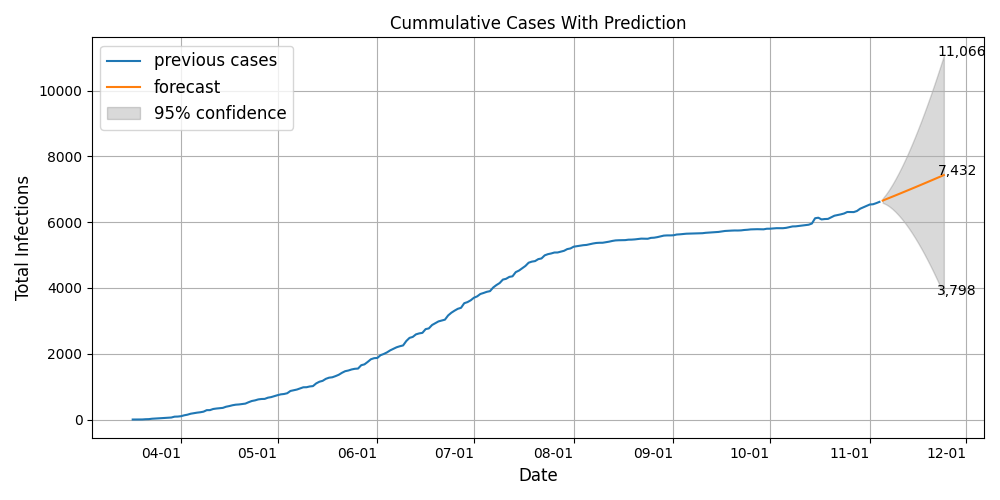 Cummulative Cases With Prediction
previous cases
forecast
95% confidence
11,066
7,432
3,798
Total Infections
10000
8000
6000
4000
2000
0
04-01 05-01 06-01 07-01 08-01 09-01 10-01 11-01 12-01
Date